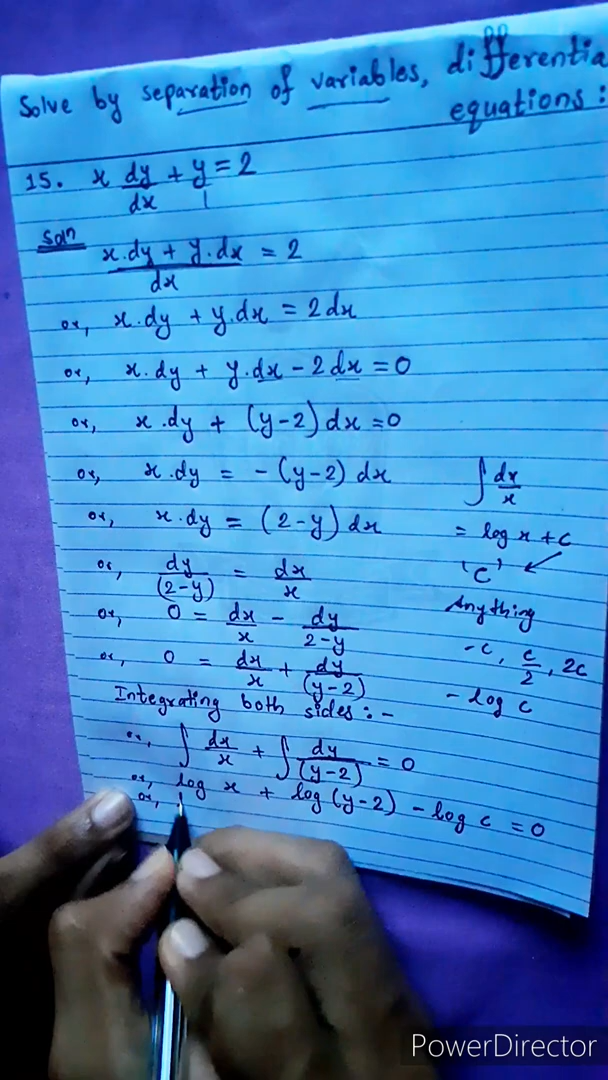 Solve by separation of variables, differentia
equations :
15. x dy/dx + y/1 = 2
Soln
x.dy + y.dx/dx = 2
or, x.dy + y.dx = 2dx
or, x.dy + y.dx - 2dx = 0
or, x.dy + (y-2)dx = 0
or, x.dy = -(y-2)dx
or, x.dy = (2-y)dx
or, dy/(2-y) = dx/x
or, 0 = dx/x - dy/2-y
or, 0 = dx/x + dy/(y-2)
Integrating both sides :-
or, ∫ dx/x + ∫ dy/(y-2) = 0
or, log x + log (y-2) - log c = 0
or,
∫ dx/x
= log x + c
'c'
Anything
-c, c/2, 2c
- log c
PowerDirector